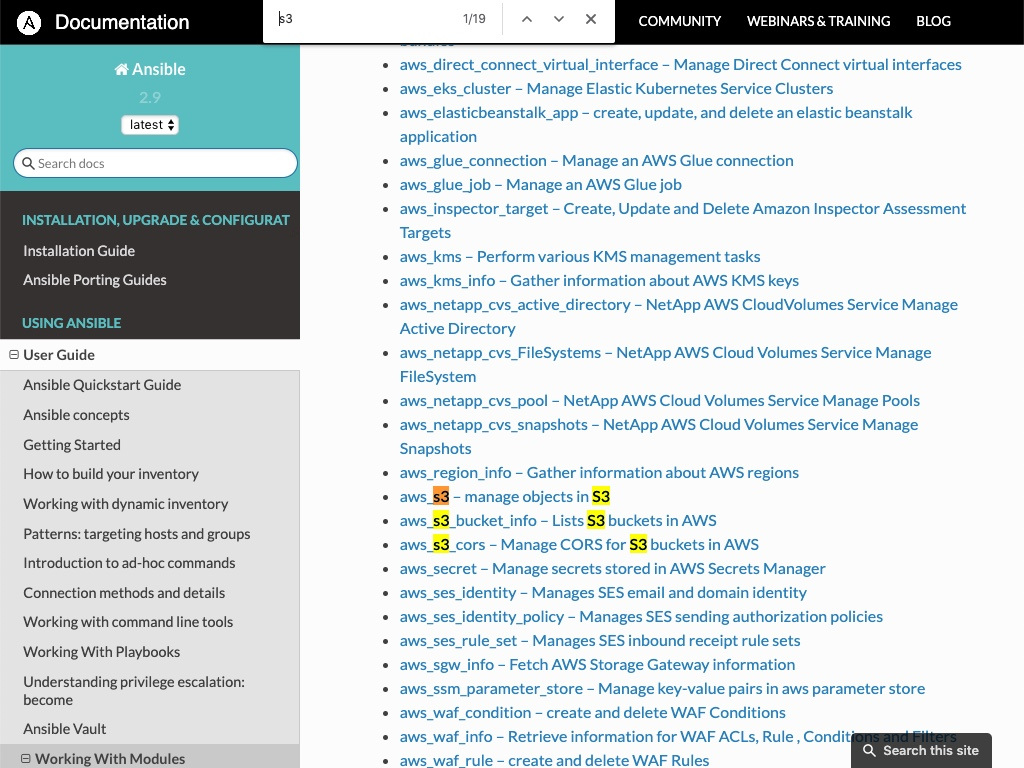 Documentation
s3
1/19
COMMUNITY
WEBINARS & TRAINING
BLOG
Ansible
2.9
latest
Search docs
INSTALLATION, UPGRADE & CONFIGURAT
Installation Guide
Ansible Porting Guides
USING ANSIBLE
User Guide
Ansible Quickstart Guide
Ansible concepts
Getting Started
How to build your inventory
Working with dynamic inventory
Patterns: targeting hosts and groups
Introduction to ad-hoc commands
Connection methods and details
Working with command line tools
Working With Playbooks
Understanding privilege escalation:
become
Ansible Vault
Working With Modules
bundles
aws_direct_connect_virtual_interface – Manage Direct Connect virtual interfaces
aws_eks_cluster – Manage Elastic Kubernetes Service Clusters
aws_elasticbeanstalk_app – create, update, and delete an elastic beanstalk
application
aws_glue_connection – Manage an AWS Glue connection
aws_glue_job – Manage an AWS Glue job
aws_inspector_target – Create, Update and Delete Amazon Inspector Assessment
Targets
aws_kms – Perform various KMS management tasks
aws_kms_info – Gather information about AWS KMS keys
aws_netapp_cvs_active_directory – NetApp AWS CloudVolumes Service Manage
Active Directory
aws_netapp_cvs_FileSystems – NetApp AWS Cloud Volumes Service Manage
FileSystem
aws_netapp_cvs_pool – NetApp AWS Cloud Volumes Service Manage Pools
aws_netapp_cvs_snapshots – NetApp AWS Cloud Volumes Service Manage
Snapshots
aws_region_info – Gather information about AWS regions
aws_s3 – manage objects in S3
aws_s3_bucket_info – Lists S3 buckets in AWS
aws_s3_cors – Manage CORS for S3 buckets in AWS
aws_secret – Manage secrets stored in AWS Secrets Manager
aws_ses_identity – Manages SES email and domain identity
aws_ses_identity_policy – Manages SES sending authorization policies
aws_ses_rule_set – Manages SES inbound receipt rule sets
aws_sgw_info – Fetch AWS Storage Gateway information
aws_ssm_parameter_store – Manage key-value pairs in aws parameter store
aws_waf_condition – create and delete WAF Conditions
aws_waf_info – Retrieve information for WAF ACLs, Rule , Conditions and Filters.
aws_waf_rule – create and delete WAF Rules
Search this site